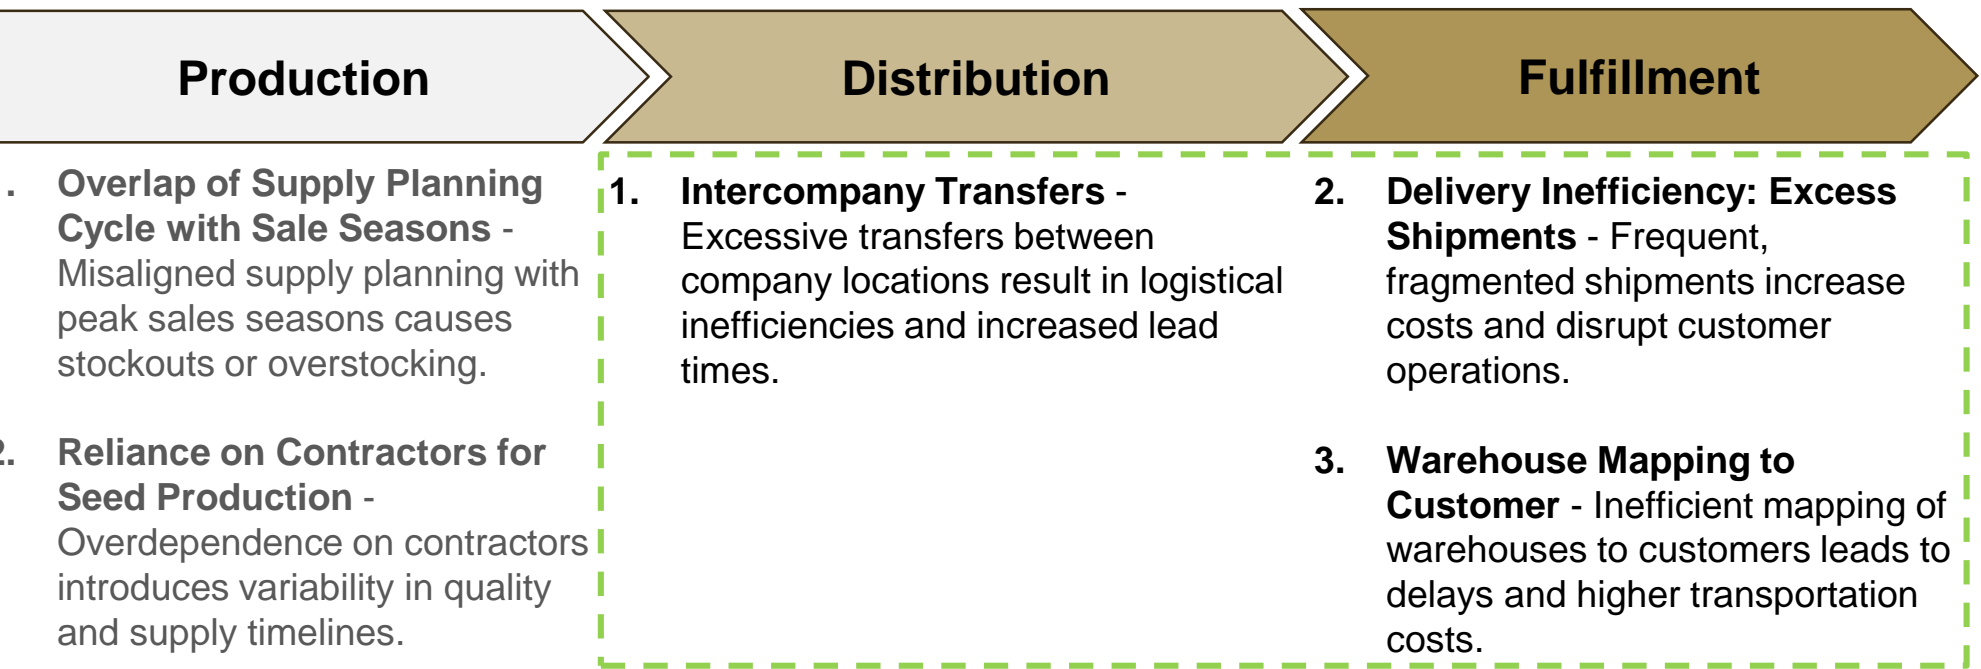 Production
Distribution
Fulfillment
. Overlap of Supply Planning
Cycle with Sale Seasons -
Misaligned supply planning with
peak sales seasons causes
stockouts or overstocking.
2. Reliance on Contractors for
Seed Production -
Overdependence on contractors
introduces variability in quality
and supply timelines.
1. Intercompany Transfers -
Excessive transfers between
company locations result in logistical
inefficiencies and increased lead
times.
2. Delivery Inefficiency: Excess
Shipments - Frequent,
fragmented shipments increase
costs and disrupt customer
operations.
3. Warehouse Mapping to
Customer - Inefficient mapping of
warehouses to customers leads to
delays and higher transportation
costs.